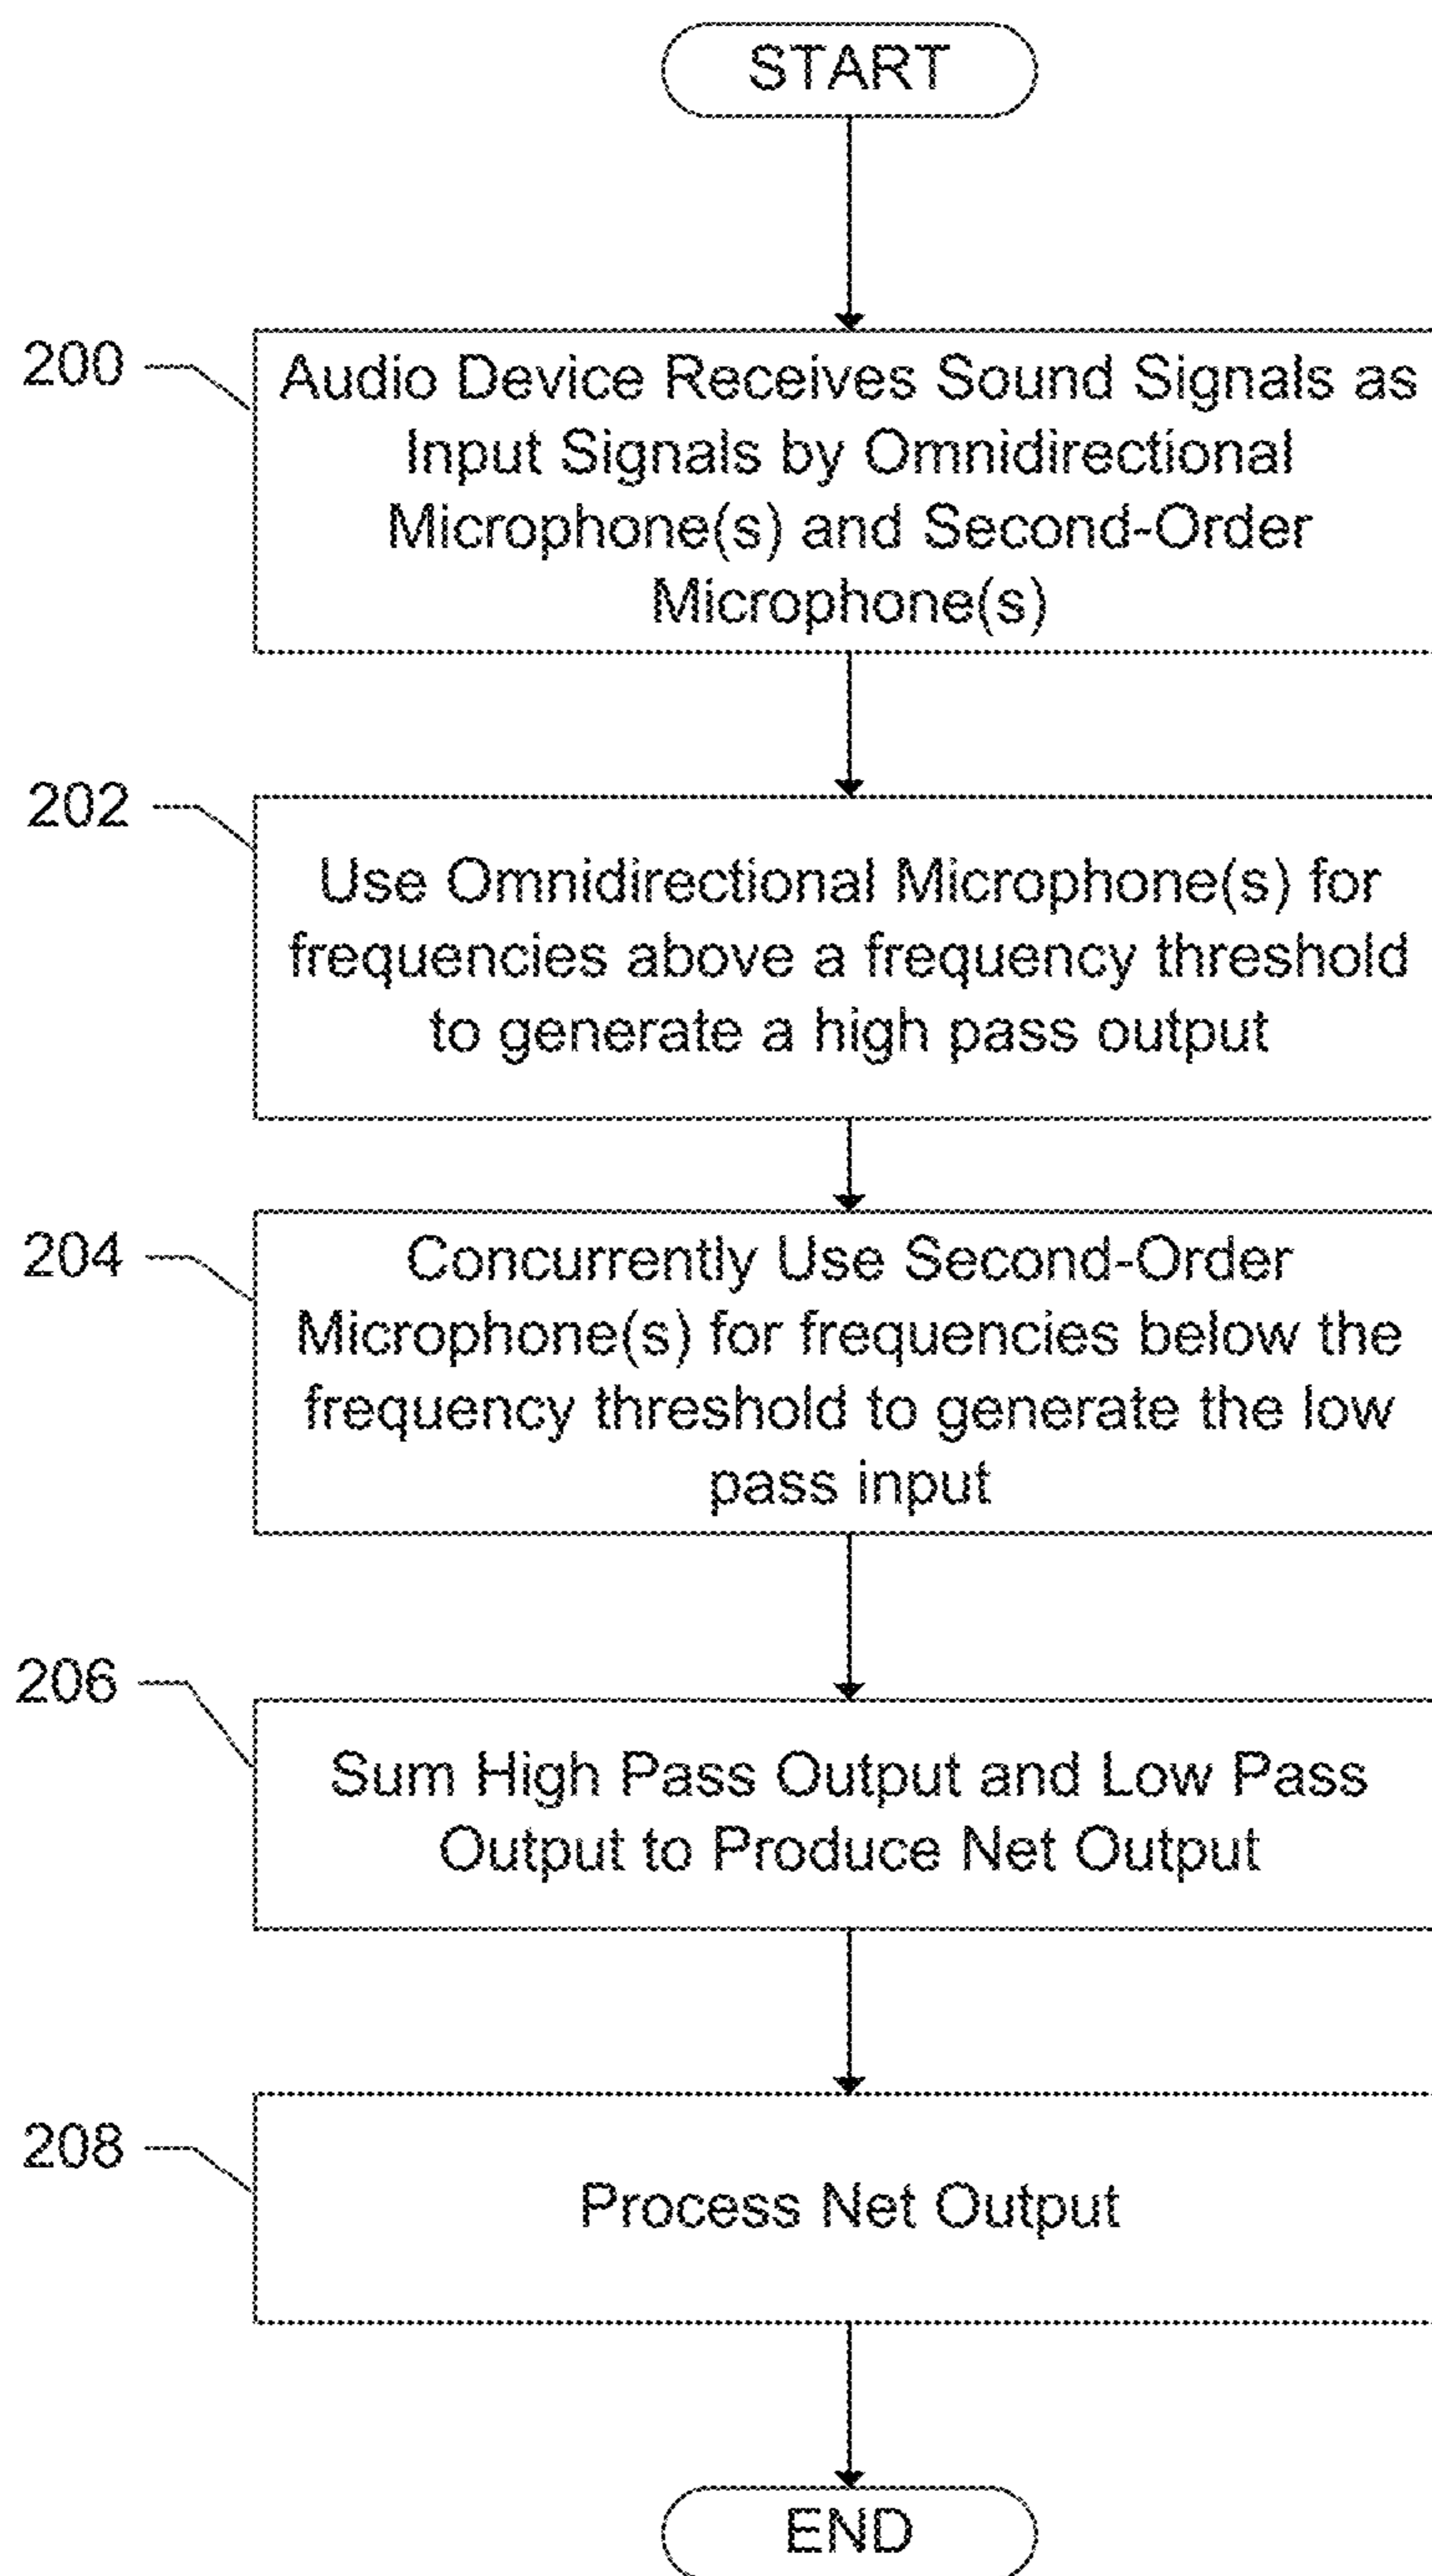 START
200
Audio Device Receives Sound Signals as
Input Signals by Omnidirectional
Microphone(s) and Second-Order
Microphone(s)
202
Use Omnidirectional Microphone(s) for
frequencies above a frequency threshold
to generate a high pass output
204
Concurrently Use Second-Order
Microphone(s) for frequencies below the
frequency threshold to generate the low
pass input
206
Sum High Pass Output and Low Pass
Output to Produce Net Output
208
Process Net Output
END